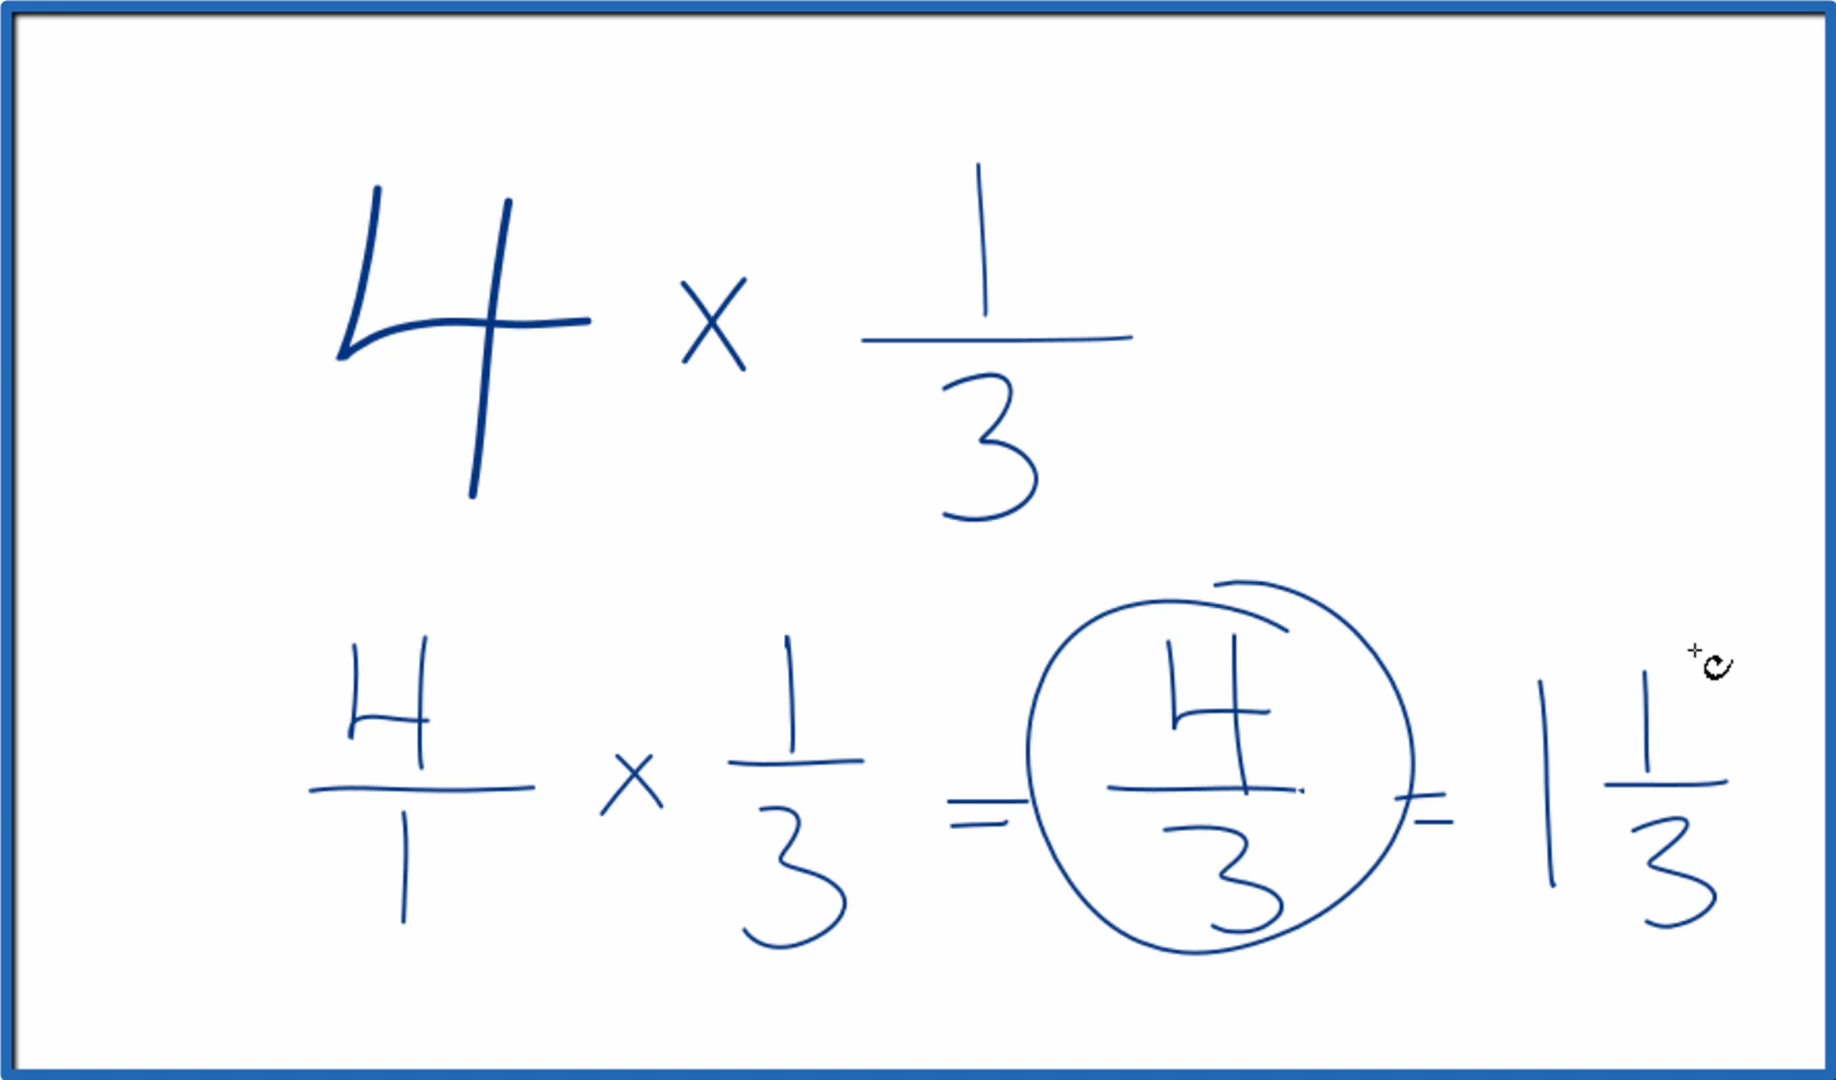 4 × 1/3
4/1 × 1/3 = 4/3 = 1 1/3